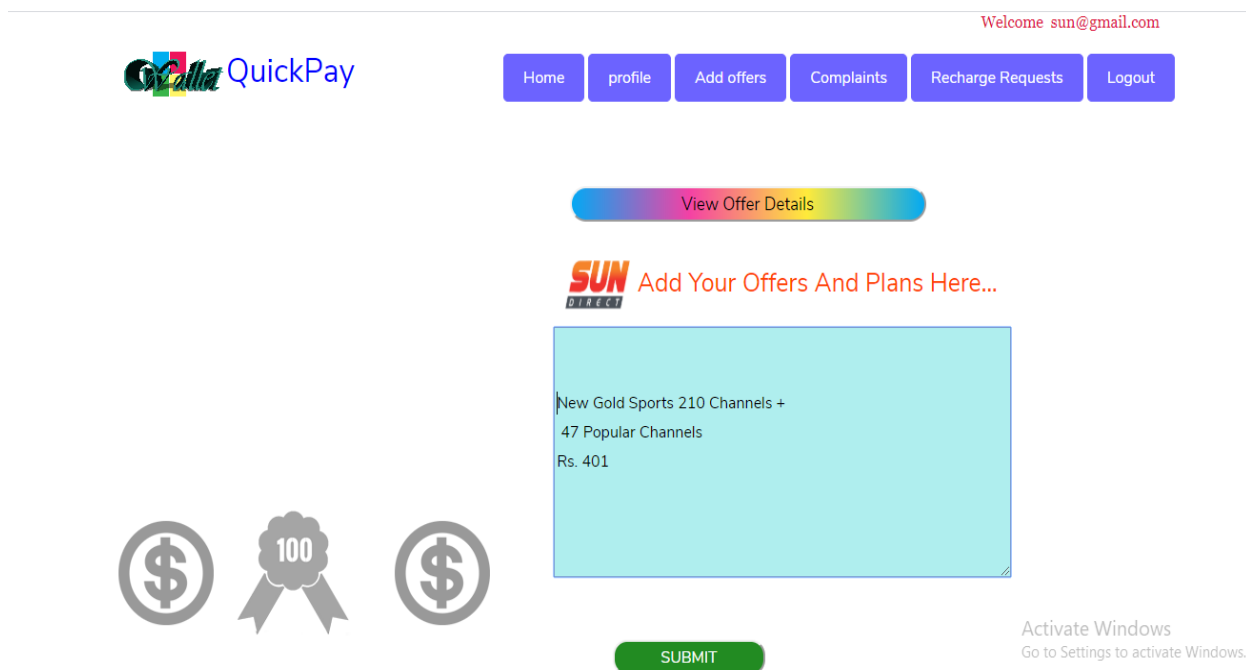 Welcome sun@gmail.com
QuickPay
Home profile Add offers Complaints Recharge Requests Logout
View Offer Details
SUN
DIRECT
Add Your Offers And Plans Here...
New Gold Sports 210 Channels +
47 Popular Channels
Rs. 401
100
SUBMIT
Activate Windows
Go to Settings to activate Windows.